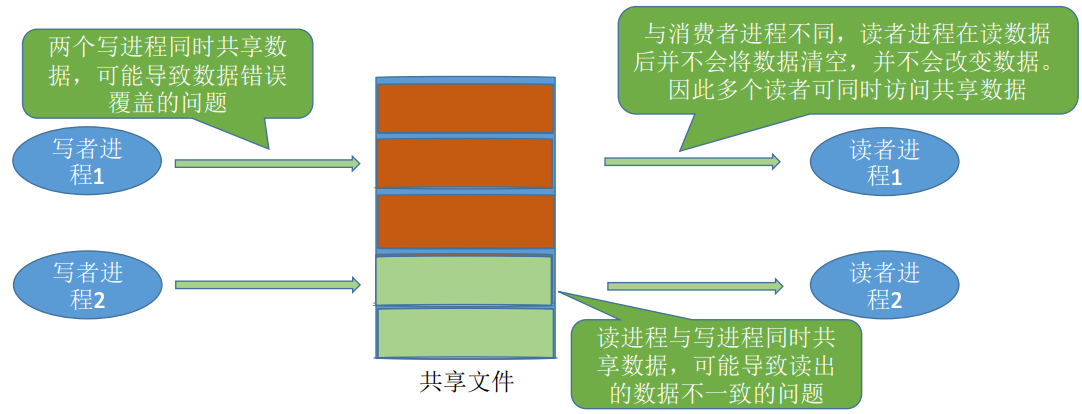 两个写进程同时共享数
据，可能导致数据错误
覆盖的问题
与消费者进程不同，读者进程在读数据
后并不会将数据清空，并不会改变数据。
因此多个读者可同时访问共享数据
写者进
程1
读者进
程1
写者进
程2
读者进
程2
读进程与写进程同时共
享数据，可能导致读出
的数据不一致的问题
共享文件